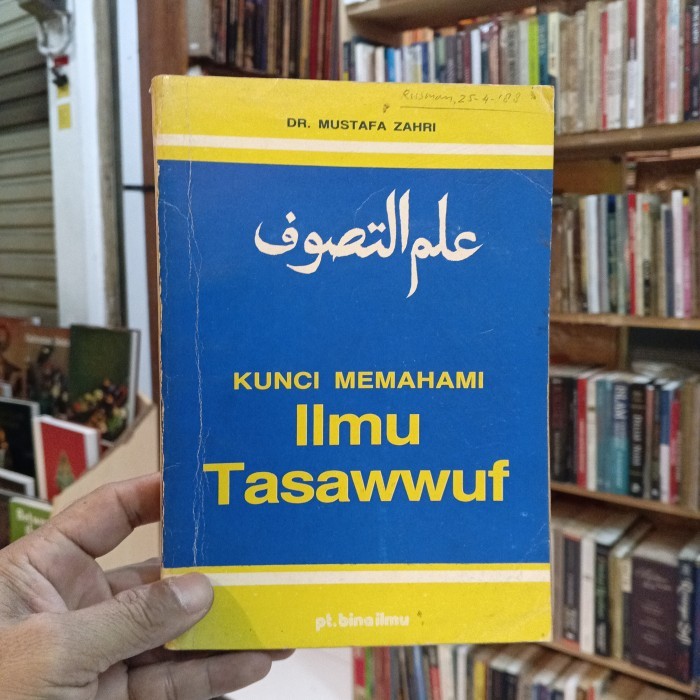 DR. MUSTAFA ZAHRI
علم التصوف
KUNCI MEMAHAMI
Ilmu
Tasawwuf
pt. bina ilmu